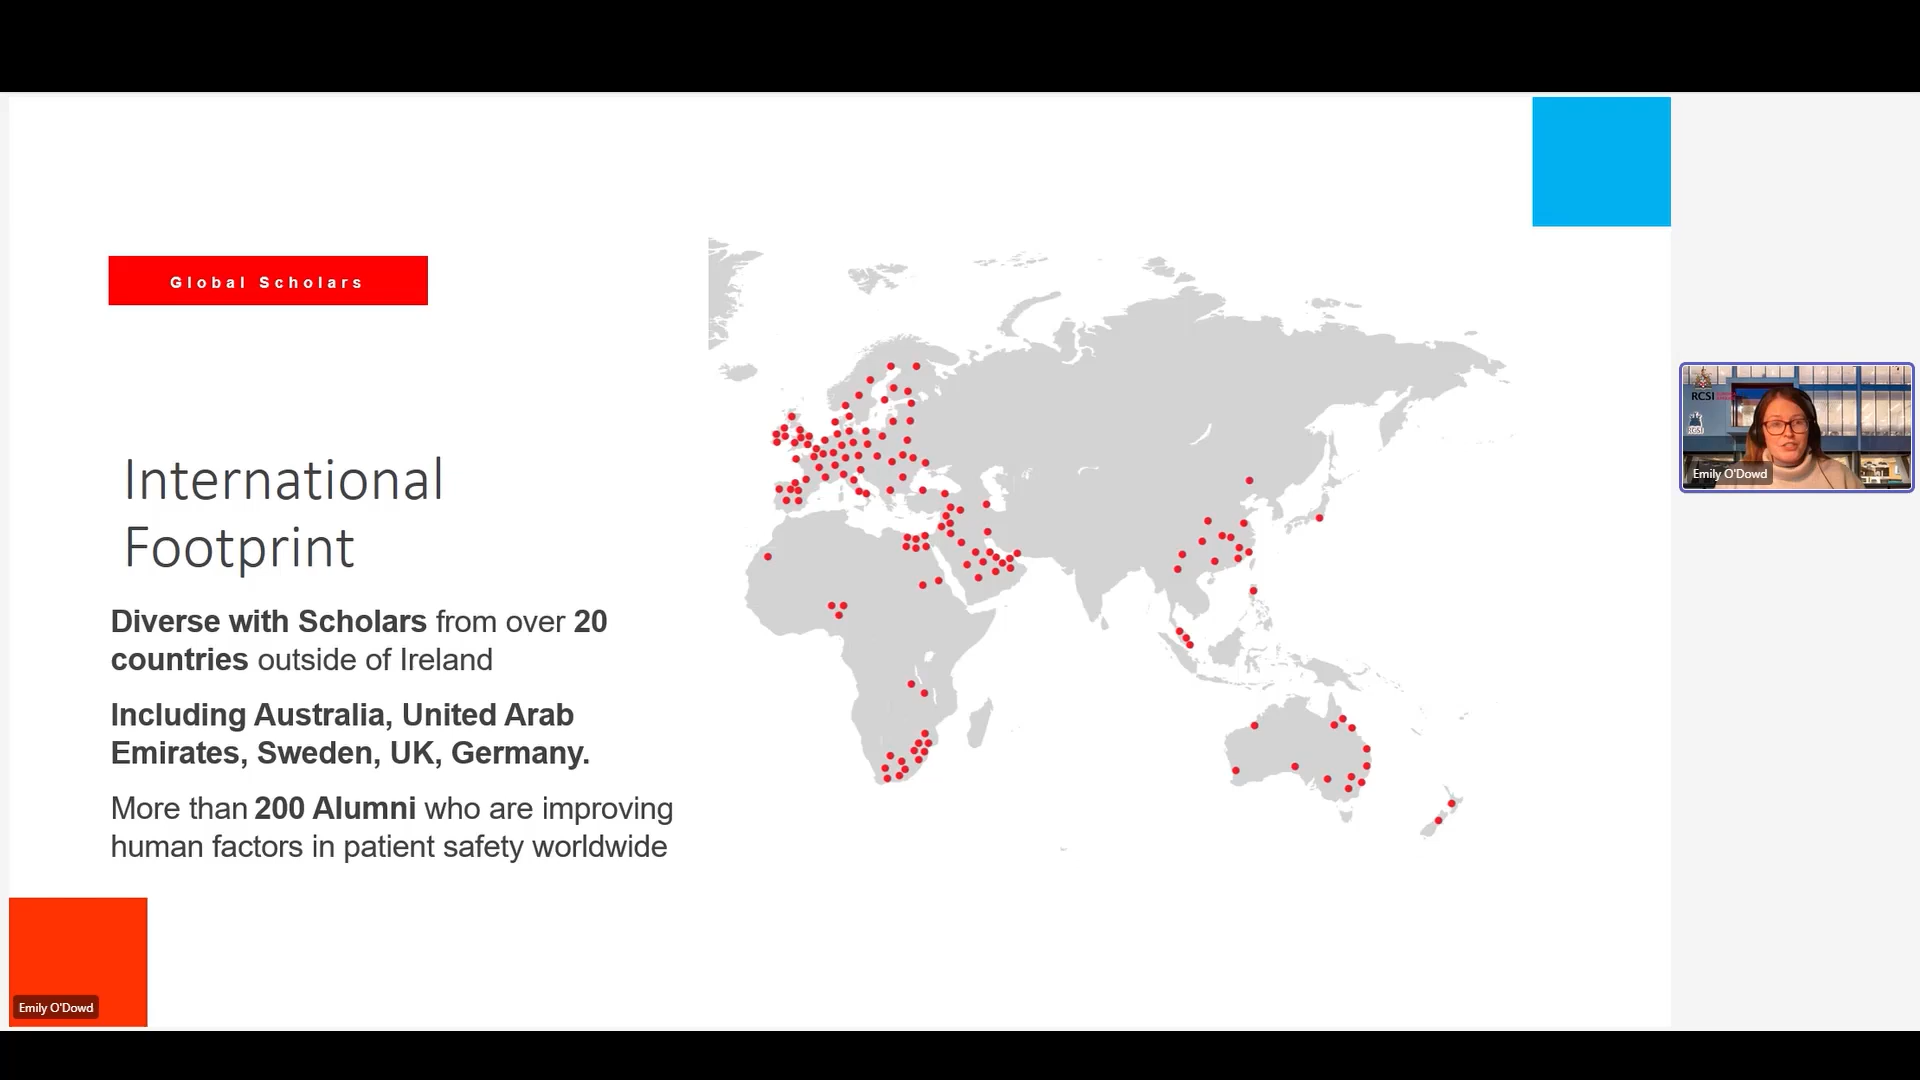 Global Scholars
International
Footprint
Diverse with Scholars from over 20
countries outside of Ireland
Including Australia, United Arab
Emirates, Sweden, UK, Germany.
More than 200 Alumni who are improving
human factors in patient safety worldwide
Emily O'Dowd
RCSI
RCSI
Emily O'Dowd